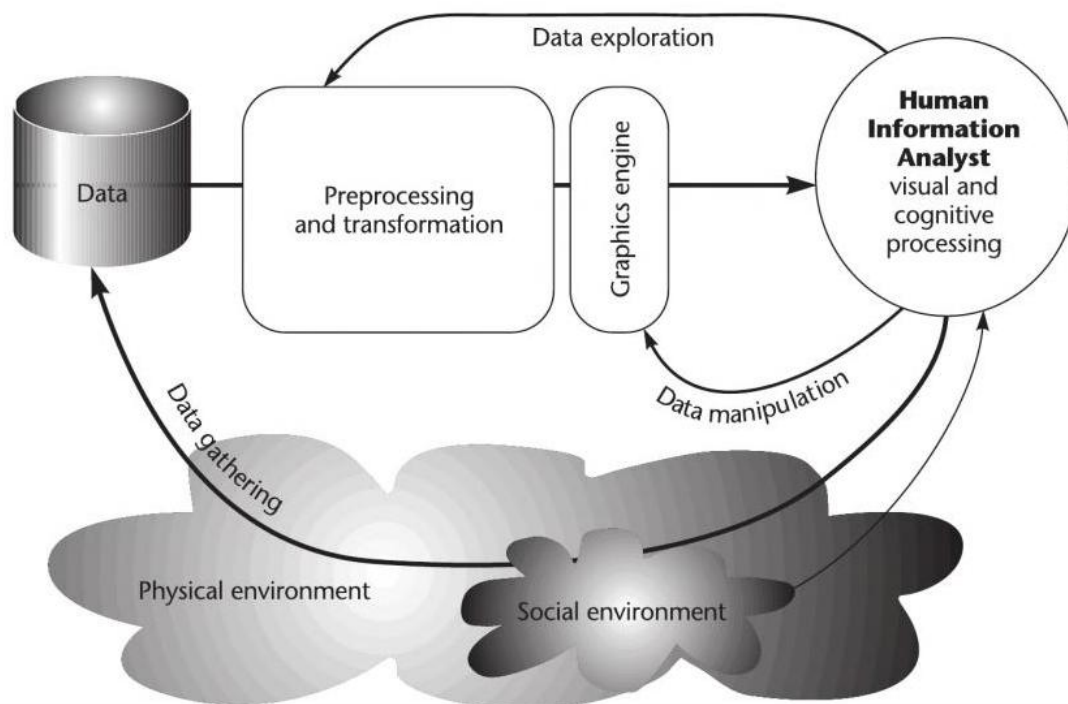 Data exploration
Human
Information
Analyst
visual and
cognitive
processing
Data
Preprocessing
and transformation
Graphics engine
Data manipulation
Data gathering
Physical environment
Social environment